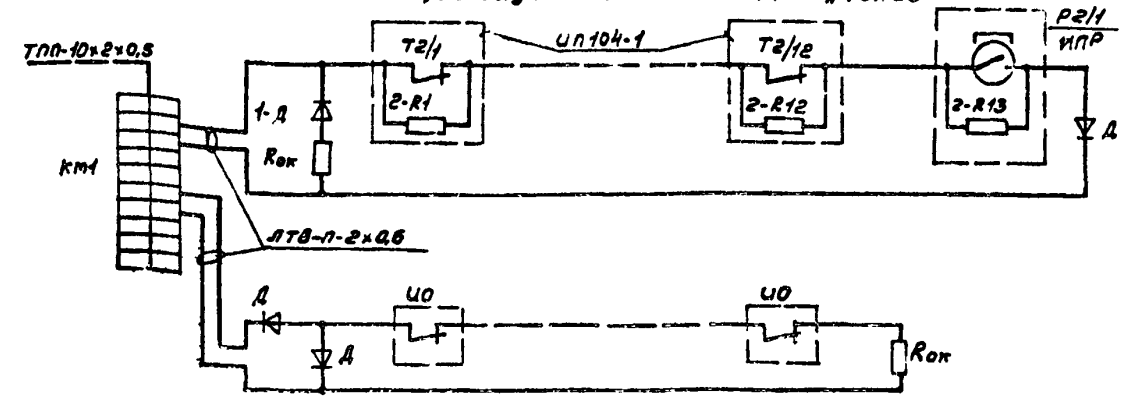 ТПП-10×2×0,5
КМ1
1-Д
Rок
Т2/1
2-R1
ИП104-1
Т2/12
2-R12
Р2/1
ИПР
2-R13
Д
ЛТВ-П-2×0,6
Д
Д
ИО
ИО
Rок